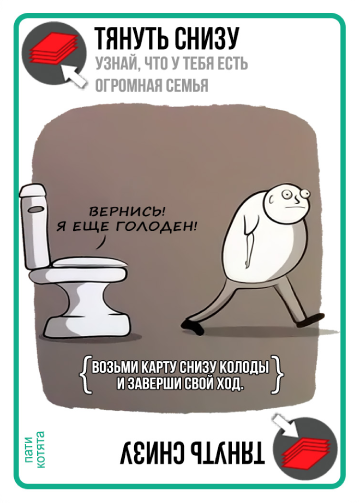 ТЯНУТЬ СНИЗУ
УЗНАЙ, ЧТО У ТЕБЯ ЕСТЬ
ОГРОМНАЯ СЕМЬЯ
ВЕРНИСЬ!
Я ЕЩЕ ГОЛОДЕН!
{ВОЗЬМИ КАРТУ СНИЗУ КОЛОДЫ
И ЗАВЕРШИ СВОЙ ХОД.}
пати
котята
ТЯНУТЬ СНИЗУ